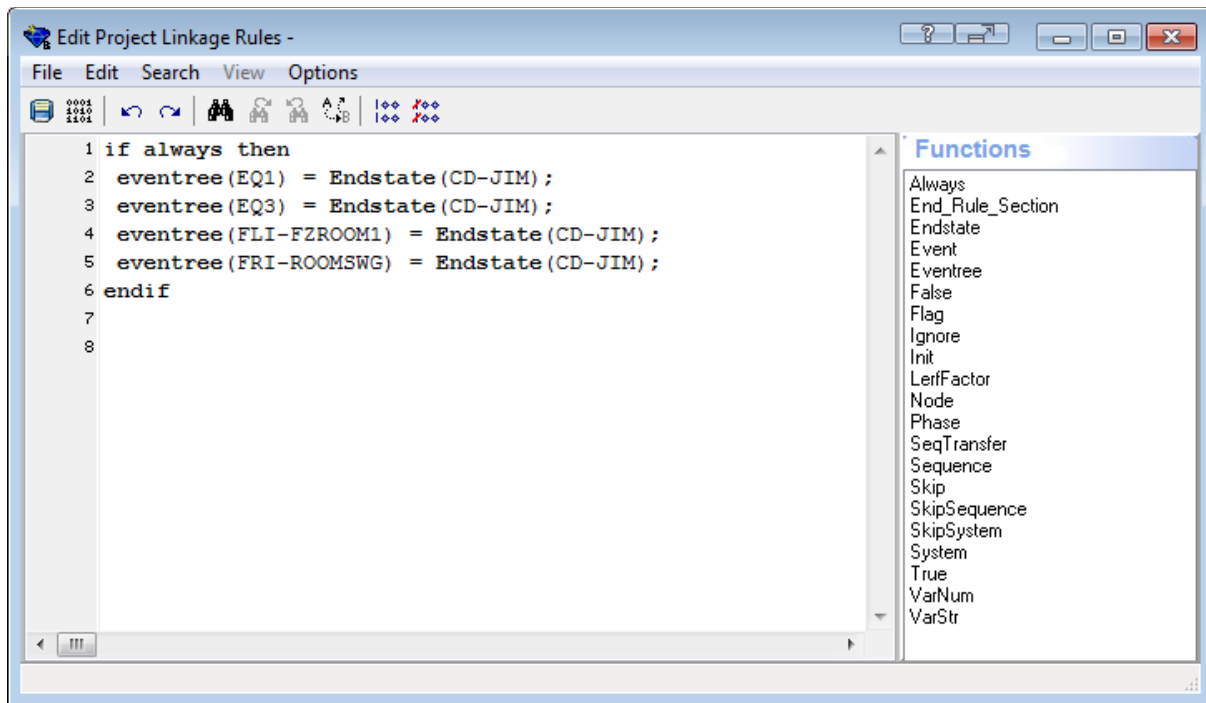 Edit Project Linkage Rules -
File Edit Search View Options
1 if always then
2 eventree(EQ1) = Endstate(CD-JIM);
3 eventree(EQ3) = Endstate(CD-JIM);
4 eventree(FLI-FZROOM1) = Endstate(CD-JIM);
5 eventree(FRI-ROOMSWG) = Endstate(CD-JIM);
6 endif
7
8
Functions
Always
End_Rule_Section
Endstate
Event
Eventree
False
Flag
Ignore
Init
LerfFactor
Node
Phase
SeqTransfer
Sequence
Skip
SkipSequence
SkipSystem
System
True
VarNum
VarStr